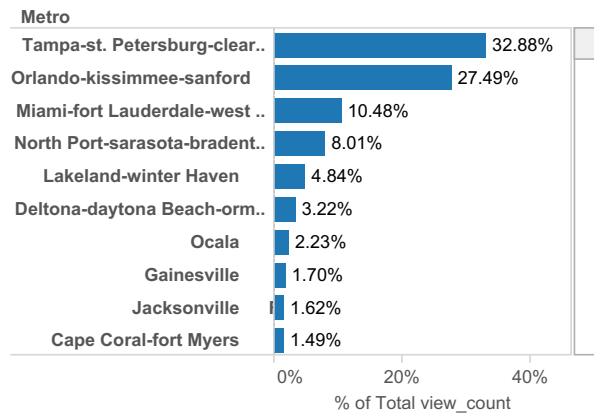 Metro
Tampa-st. Petersburg-clear.. 32.88%
Orlando-kissimmee-sanford 27.49%
Miami-fort Lauderdale-west .. 10.48%
North Port-sarasota-bradent.. 8.01%
Lakeland-winter Haven 4.84%
Deltona-daytona Beach-orm.. 3.22%
Ocala 2.23%
Gainesville 1.70%
Jacksonville 1.62%
Cape Coral-fort Myers 1.49%
0% 20% 40%
% of Total view_count